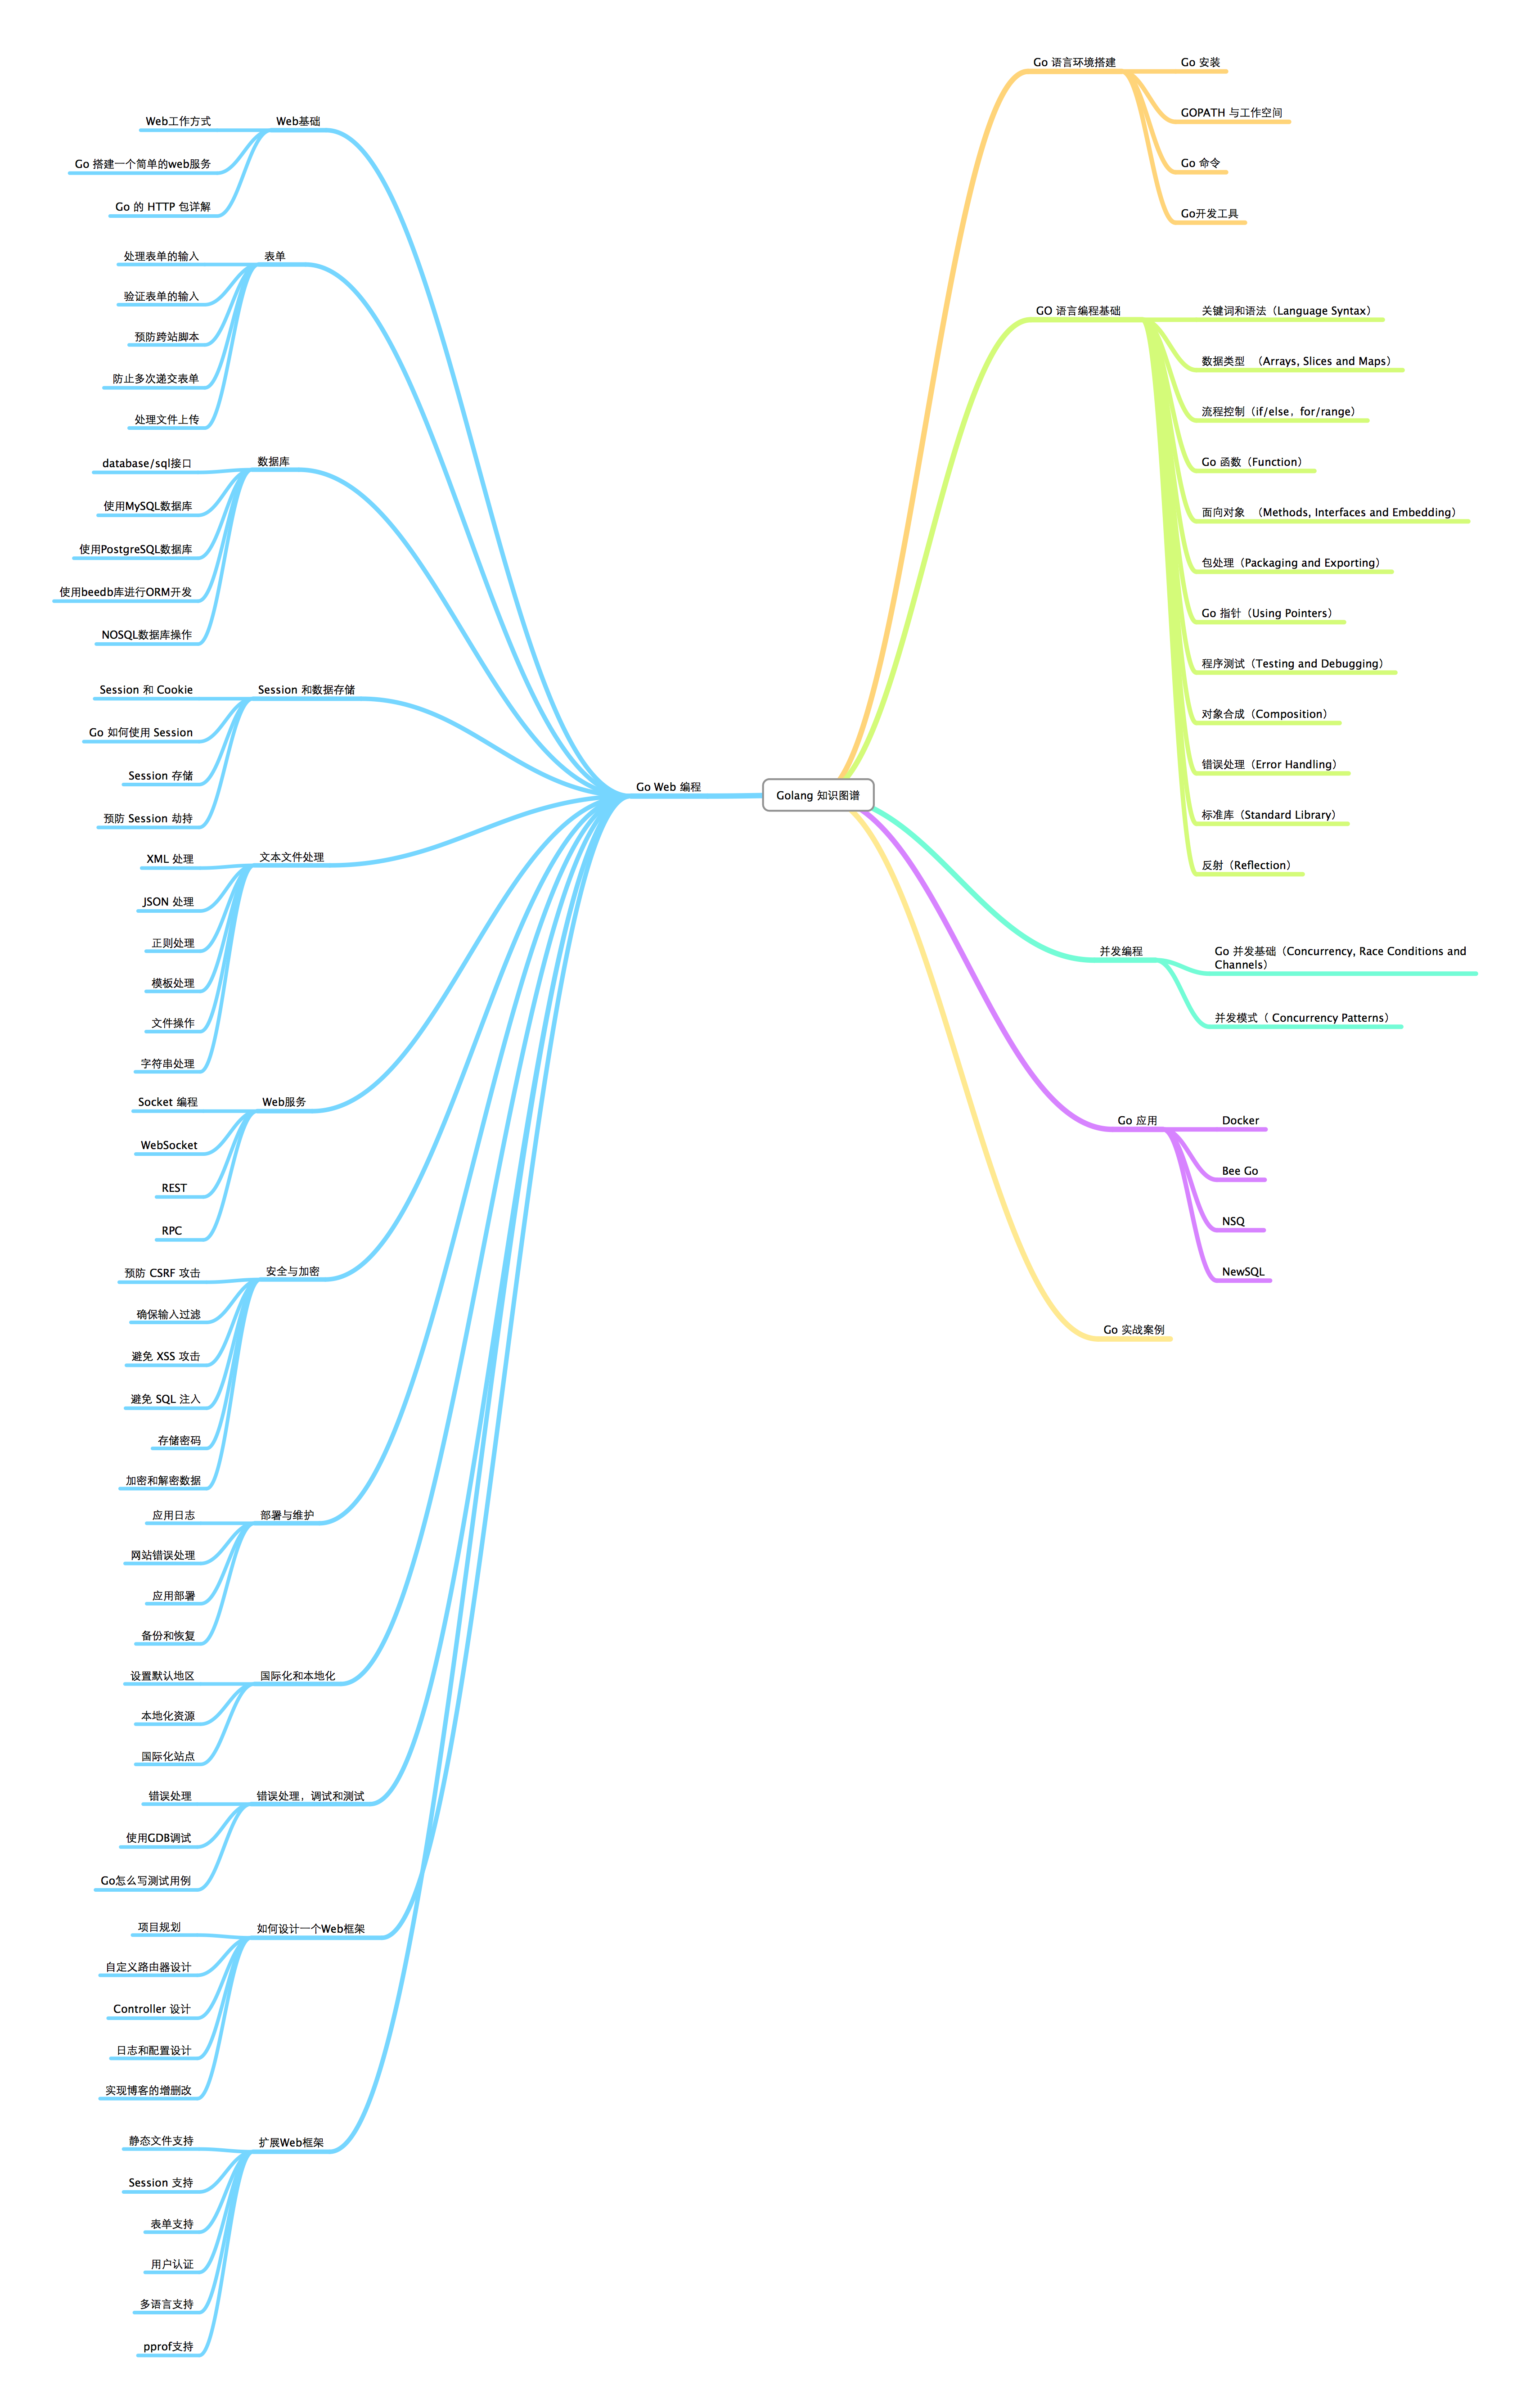 Golang 知识图谱
Go 语言环境搭建
Go 安装
GOPATH 与工作空间
Go 命令
Go开发工具
GO 语言编程基础
关键词和语法（Language Syntax）
数据类型 （Arrays, Slices and Maps）
流程控制（if/else，for/range）
Go 函数（Function）
面向对象 （Methods, Interfaces and Embedding）
包处理（Packaging and Exporting）
Go 指针（Using Pointers）
程序测试（Testing and Debugging）
对象合成（Composition）
错误处理（Error Handling）
标准库（Standard Library）
反射（Reflection）
并发编程
Go 并发基础（Concurrency, Race Conditions and
Channels）
并发模式（ Concurrency Patterns）
Go 应用
Docker
Bee Go
NSQ
NewSQL
Go 实战案例
Go Web 编程
Web基础
Web工作方式
Go 搭建一个简单的web服务
Go 的 HTTP 包详解
表单
处理表单的输入
验证表单的输入
预防跨站脚本
防止多次递交表单
处理文件上传
数据库
database/sql接口
使用MySQL数据库
使用PostgreSQL数据库
使用beedb库进行ORM开发
NOSQL数据库操作
Session 和数据存储
Session 和 Cookie
Go 如何使用 Session
Session 存储
预防 Session 劫持
文本文件处理
XML 处理
JSON 处理
正则处理
模板处理
文件操作
字符串处理
Web服务
Socket 编程
WebSocket
REST
RPC
安全与加密
预防 CSRF 攻击
确保输入过滤
避免 XSS 攻击
避免 SQL 注入
存储密码
加密和解密数据
部署与维护
应用日志
网站错误处理
应用部署
备份和恢复
国际化和本地化
设置默认地区
本地化资源
国际化站点
错误处理，调试和测试
错误处理
使用GDB调试
Go怎么写测试用例
如何设计一个Web框架
项目规划
自定义路由器设计
Controller 设计
日志和配置设计
实现博客的增删改
扩展Web框架
静态文件支持
Session 支持
表单支持
用户认证
多语言支持
pprof支持